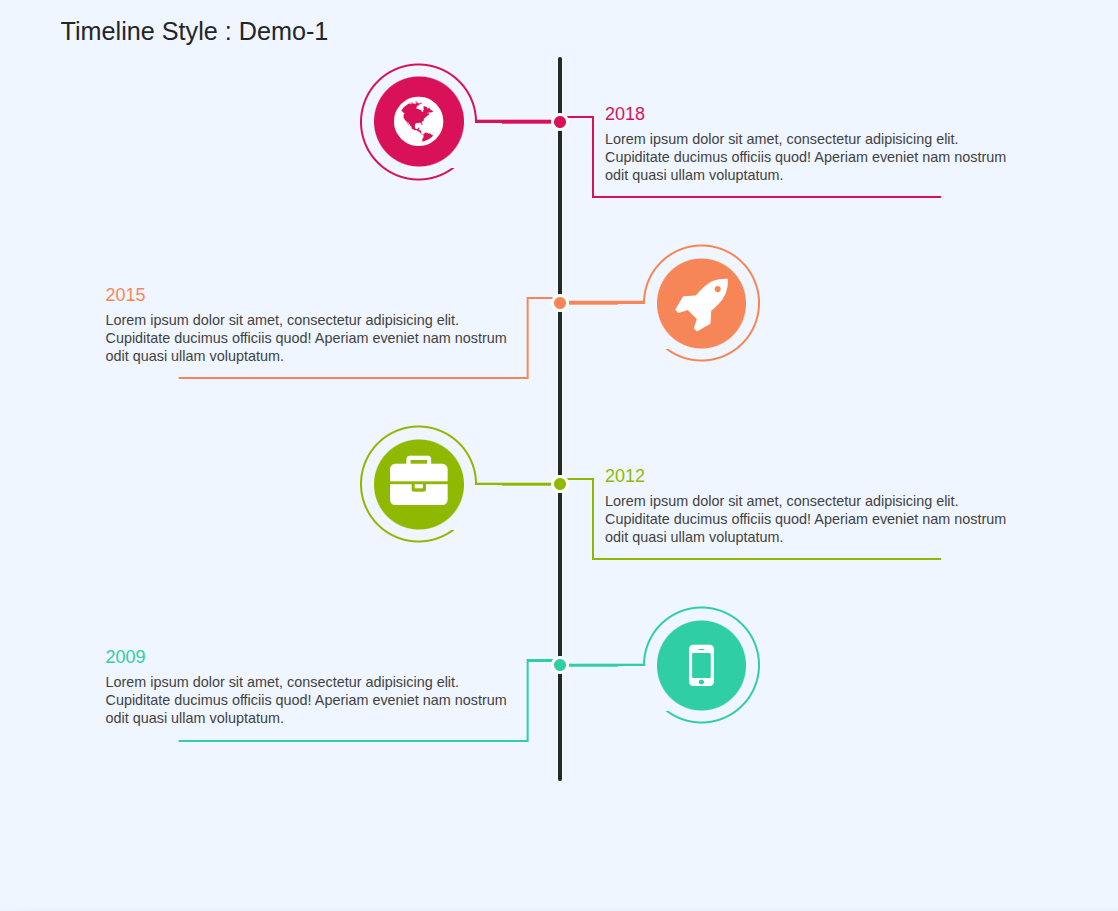 Timeline Style : Demo-1
2018
Lorem ipsum dolor sit amet, consectetur adipisicing elit.
Cupiditate ducimus officiis quod! Aperiam eveniet nam nostrum
odit quasi ullam voluptatum.
2015
Lorem ipsum dolor sit amet, consectetur adipisicing elit.
Cupiditate ducimus officiis quod! Aperiam eveniet nam nostrum
odit quasi ullam voluptatum.
2012
Lorem ipsum dolor sit amet, consectetur adipisicing elit.
Cupiditate ducimus officiis quod! Aperiam eveniet nam nostrum
odit quasi ullam voluptatum.
2009
Lorem ipsum dolor sit amet, consectetur adipisicing elit.
Cupiditate ducimus officiis quod! Aperiam eveniet nam nostrum
odit quasi ullam voluptatum.